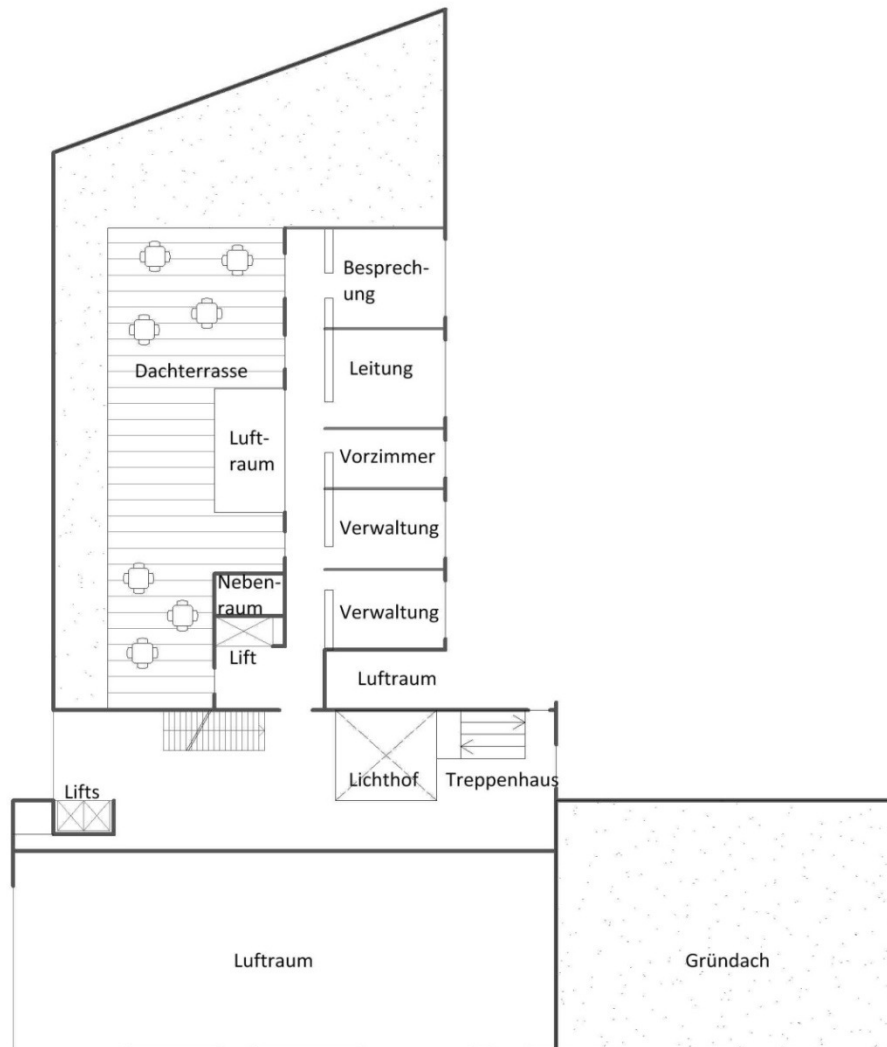 Besprech-
ung
Dachterrasse
Leitung
Luft-
raum
Vorzimmer
Verwaltung
Neben-
raum
Verwaltung
Lift
Luftraum
Lifts
Lichthof
Treppenhaus
Luftraum
Gründach